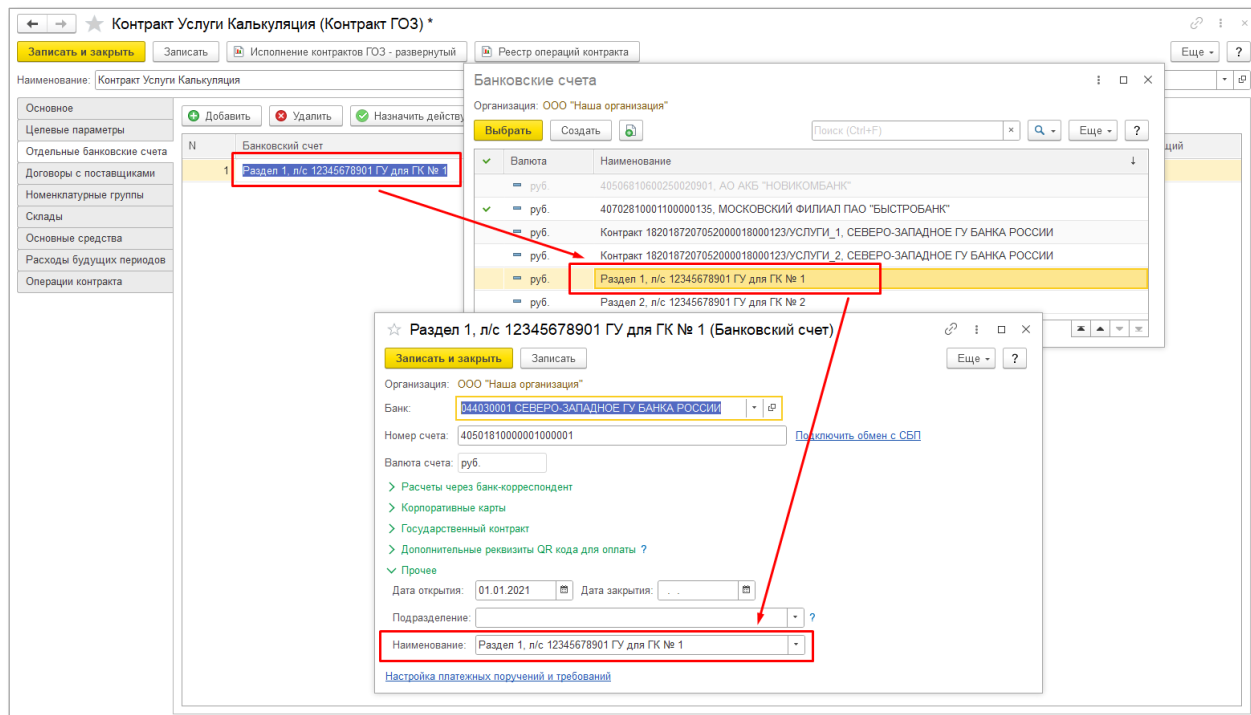 Контракт Услуги Калькуляция (Контракт ГОЗ) *
Записать и закрыть Записать Исполнение контрактов ГОЗ - развернутый Реестр операций контракта Еще ?
Наименование: Контракт Услуги Калькуляция
Основное
Целевые параметры
Отдельные банковские счета
Договоры с поставщиками
Номенклатурные группы
Склады
Основные средства
Расходы будущих периодов
Операции контракта
Добавить Удалить Назначить действу
N Банковский счет щий
1 Раздел 1, л/с 12345678901 ГУ для ГК № 1
Банковские счета
Организация: ООО "Наша организация"
Выбрать Создать Поиск (Ctrl+F) × Еще ?
Валюта Наименование ↓
руб. 40506810600250020901, АО АКБ "НОВИКОМБАНК"
руб. 40702810001100000135, МОСКОВСКИЙ ФИЛИАЛ ПАО "БЫСТРОБАНК"
руб. Контракт 1820187207052000018000123/УСЛУГИ_1, СЕВЕРО-ЗАПАДНОЕ ГУ БАНКА РОССИИ
руб. Контракт 1820187207052000018000123/УСЛУГИ_2, СЕВЕРО-ЗАПАДНОЕ ГУ БАНКА РОССИИ
руб. Раздел 1, л/с 12345678901 ГУ для ГК № 1
руб. Раздел 2, л/с 12345678901 ГУ для ГК № 2
Раздел 1, л/с 12345678901 ГУ для ГК № 1 (Банковский счет)
Записать и закрыть Записать Еще ?
Организация: ООО "Наша организация"
Банк: 044030001 СЕВЕРО-ЗАПАДНОЕ ГУ БАНКА РОССИИ
Номер счета: 40501810000001000001 Подключить обмен с СБП
Валюта счета: руб.
Расчеты через банк-корреспондент
Корпоративные карты
Государственный контракт
Дополнительные реквизиты QR кода для оплаты ?
Прочее
Дата открытия: 01.01.2021 Дата закрытия: . .
Подразделение: ?
Наименование: Раздел 1, л/с 12345678901 ГУ для ГК № 1
Настройка платежных поручений и требований